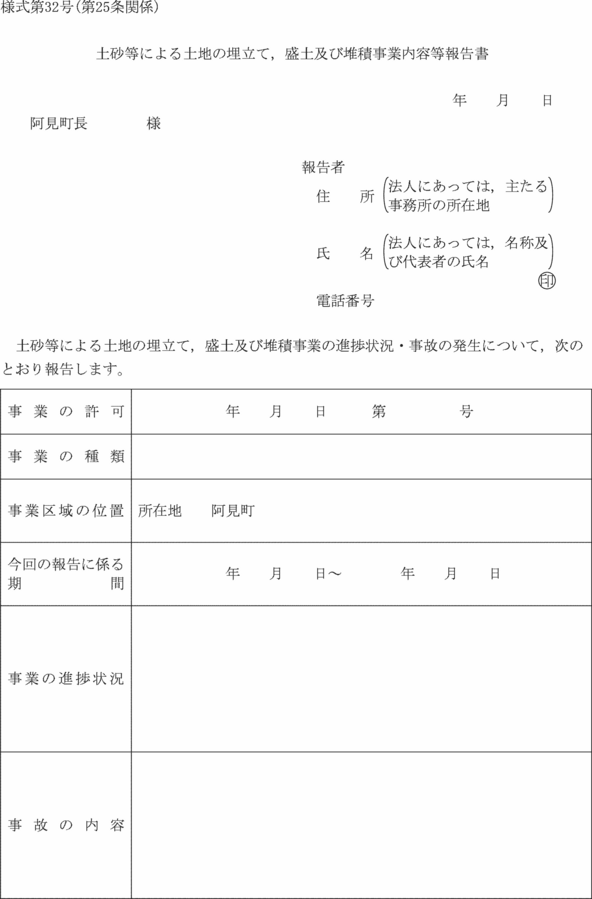 様式第32号(第25条関係)
土砂等による土地の埋立て，盛土及び堆積事業内容等報告書
年　　月　　日
阿見町長　　　　様
報告者
住　　所 (法人にあっては，主たる
事務所の所在地)
氏　　名 (法人にあっては，名称及
び代表者の氏名)
㊞
電話番号
土砂等による土地の埋立て，盛土及び堆積事業の進捗状況・事故の発生について，次の
とおり報告します。
事業の許可　　年　　月　　日　　　第　　　　　号
事業の種類
事業区域の位置　所在地　　阿見町
今回の報告に係る
期　　　　　　間　　年　　月　　日～　　　　年　　月　　日
事業の進捗状況
事故の内容